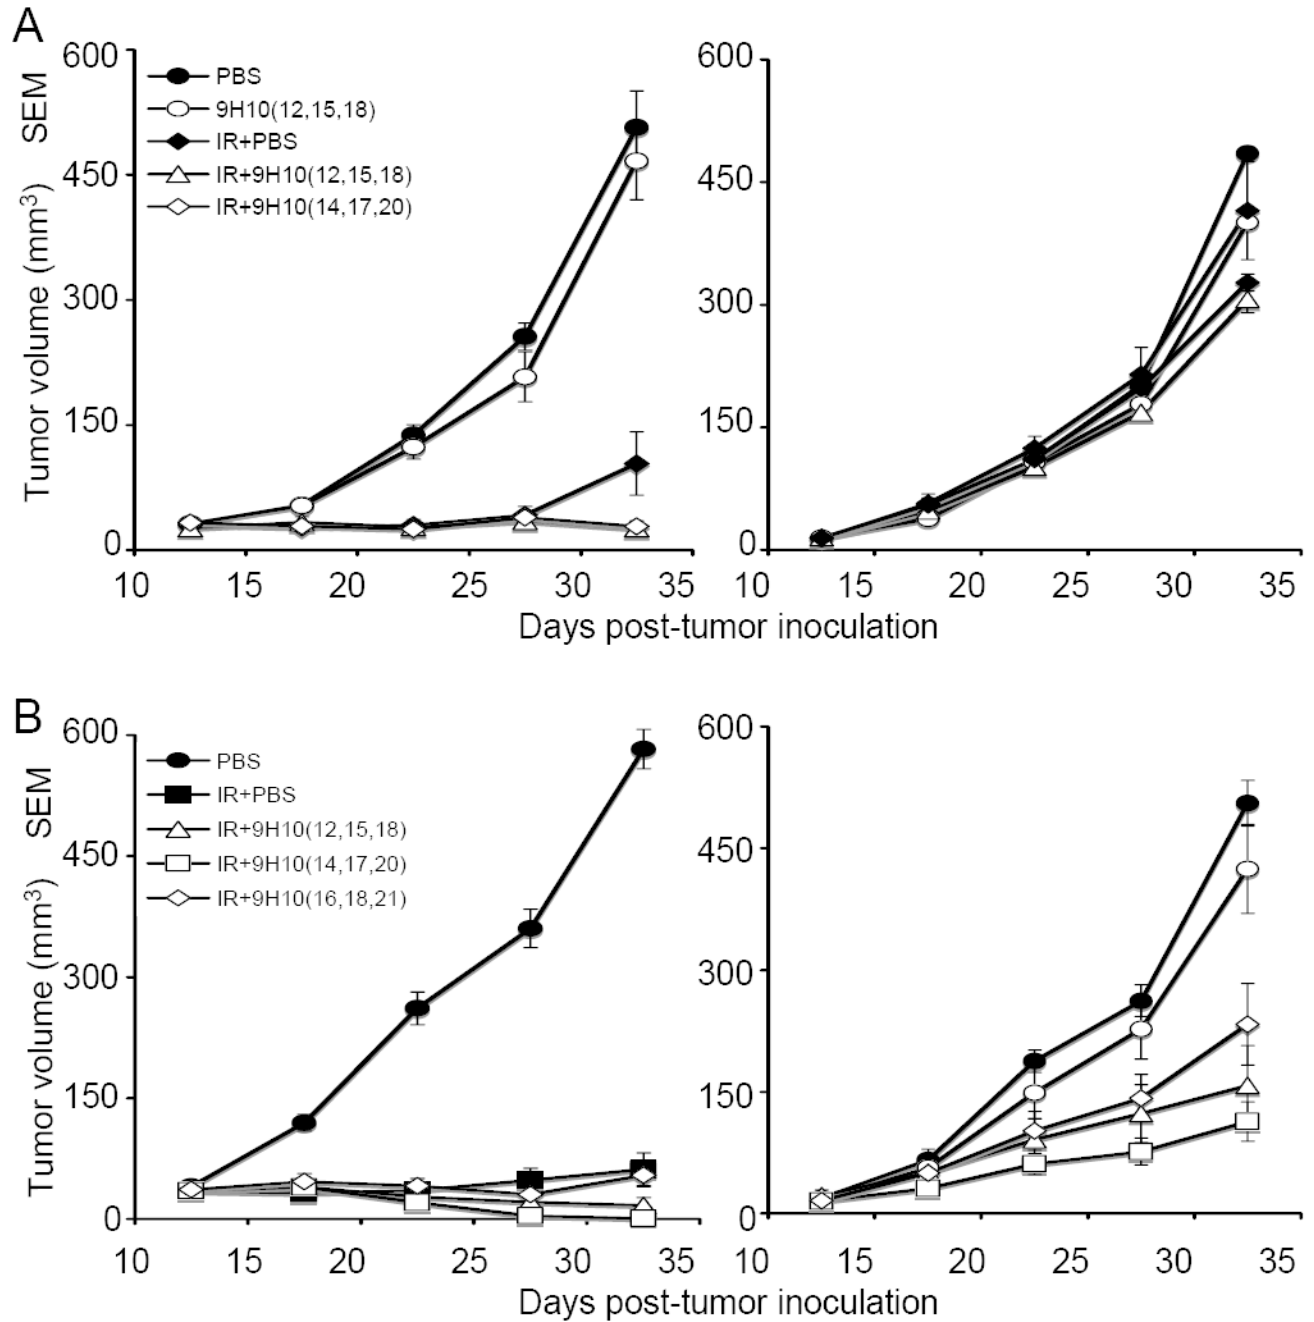 A
600
450
300
150
0
Tumor volume (mm³) SEM
PBS
9H10(12,15,18)
IR+PBS
IR+9H10(12,15,18)
IR+9H10(14,17,20)
10 15 20 25 30 35
600
450
300
150
0
10 15 20 25 30 35
Days post-tumor inoculation
B
600
450
300
150
0
Tumor volume (mm³) SEM
PBS
IR+PBS
IR+9H10(12,15,18)
IR+9H10(14,17,20)
IR+9H10(16,18,21)
10 15 20 25 30 35
600
450
300
150
0
10 15 20 25 30 35
Days post-tumor inoculation